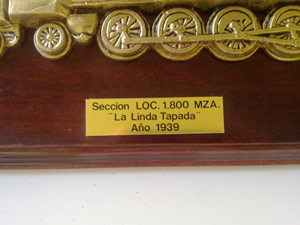 Seccion LOC. 1.800 MZA.
¨La Linda Tapada¨
Año 1939